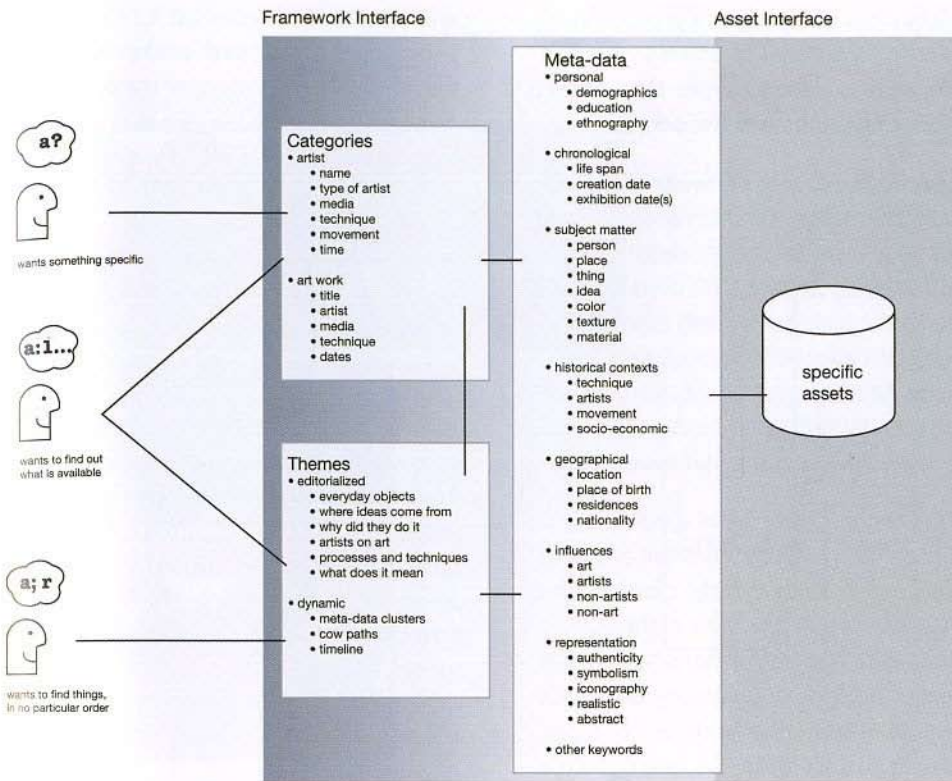 Framework Interface
Asset Interface
a?
wants something specific
a:i...
wants to find out
what is available
a; r
wants to find things,
in no particular order
Categories
• artist
• name
• type of artist
• media
• technique
• movement
• time
• art work
• title
• artist
• media
• technique
• dates
Themes
• editorialized
• everyday objects
• where ideas come from
• why did they do it
• artists on art
• processes and techniques
• what does it mean
• dynamic
• meta-data clusters
• cow paths
• timeline
Meta-data
• personal
• demographics
• education
• ethnography
• chronological
• life span
• creation date
• exhibition date(s)
• subject matter
• person
• place
• thing
• idea
• color
• texture
• material
• historical contexts
• technique
• artists
• movement
• socio-economic
• geographical
• location
• place of birth
• residences
• nationality
• influences
• art
• artists
• non-artists
• non-art
• representation
• authenticity
• symbolism
• iconography
• realistic
• abstract
• other keywords
specific
assets